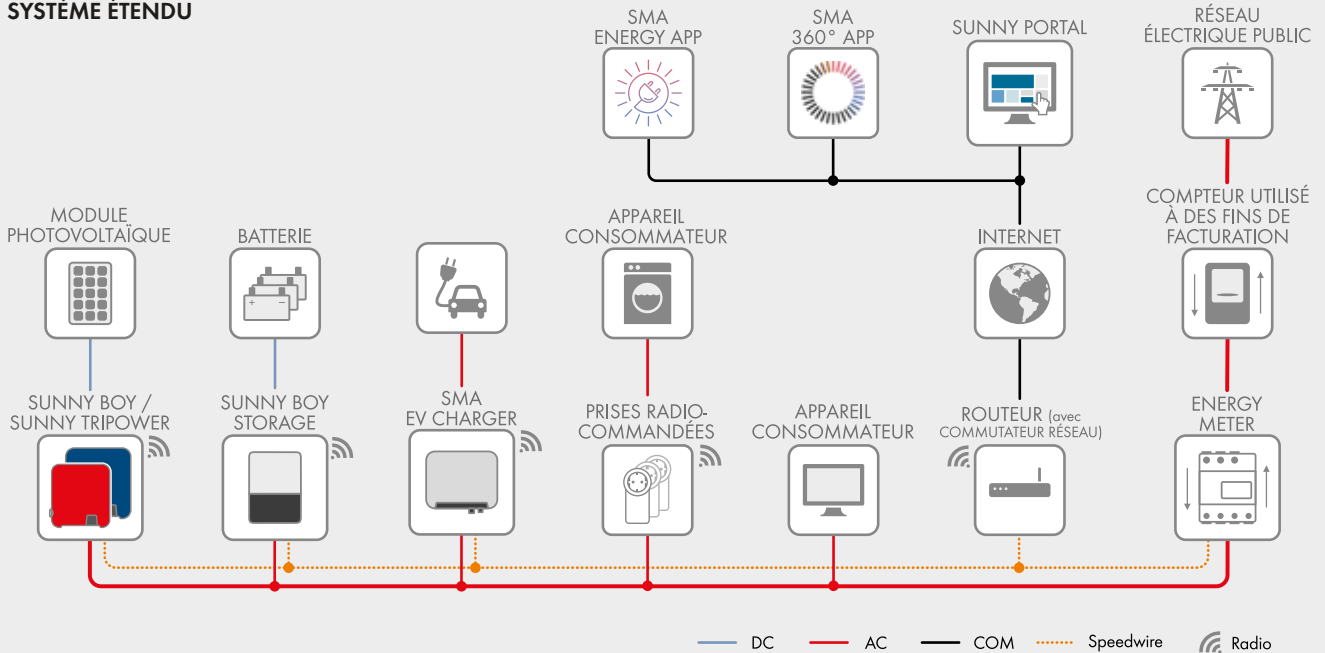 SYSTÈME ÉTENDU
SMA
ENERGY APP
SMA
360° APP
SUNNY PORTAL
RÉSEAU
ÉLECTRIQUE PUBLIC
MODULE
PHOTOVOLTAÏQUE
BATTERIE
APPAREIL
CONSOMMATEUR
INTERNET
COMPTEUR UTILISÉ
À DES FINS DE
FACTURATION
SUNNY BOY /
SUNNY TRIPOWER
SUNNY BOY
STORAGE
SMA
EV CHARGER
PRISES RADIO-
COMMANDÉES
APPAREIL
CONSOMMATEUR
ROUTEUR (avec
COMMUTATEUR RÉSEAU)
ENERGY
METER
DC
AC
COM
Speedwire
Radio